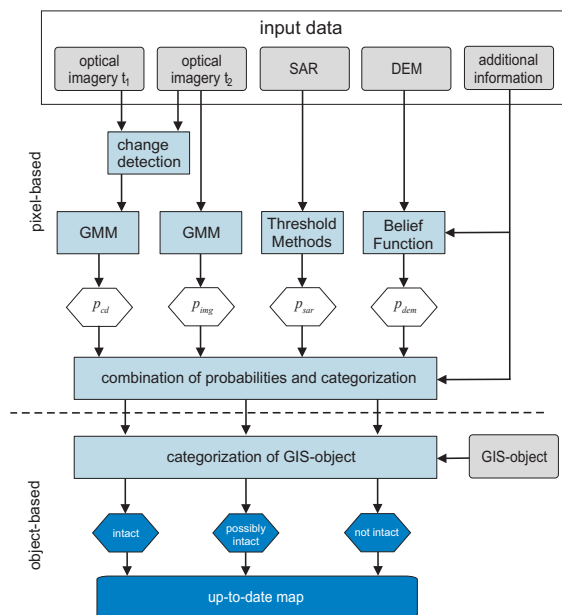 input data
optical
imagery t1
optical
imagery t2
SAR
DEM
additional
information
change
detection
pixel-based
GMM
GMM
Threshold
Methods
Belief
Function
pcd
pimg
psar
pdem
combination of probabilities and categorization
categorization of GIS-object
GIS-object
object-based
intact
possibly
intact
not intact
up-to-date map